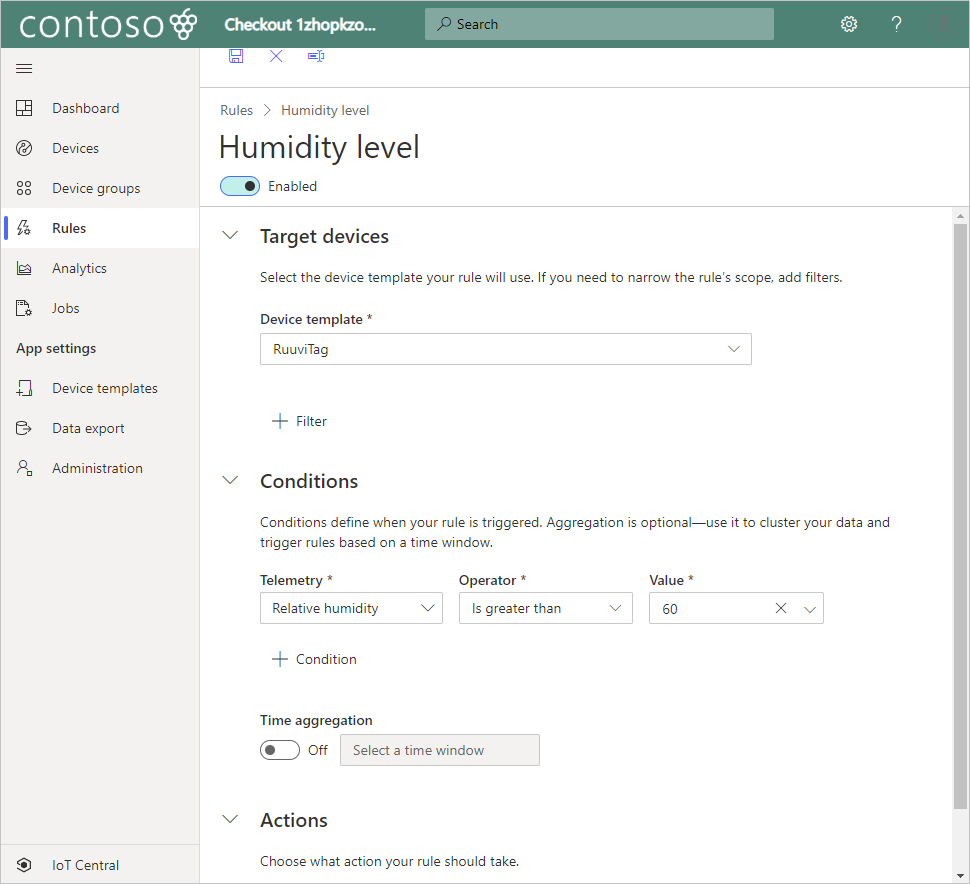 contoso
Checkout 1zhopkzo...
Search
?
Dashboard
Devices
Device groups
Rules
Analytics
Jobs
App settings
Device templates
Data export
Administration
IoT Central
Rules > Humidity level
Humidity level
Enabled
Target devices
Select the device template your rule will use. If you need to narrow the rule's scope, add filters.
Device template *
RuuviTag
+ Filter
Conditions
Conditions define when your rule is triggered. Aggregation is optional—use it to cluster your data and
trigger rules based on a time window.
Telemetry * Operator * Value *
Relative humidity Is greater than 60
+ Condition
Time aggregation
Off Select a time window
Actions
Choose what action your rule should take.